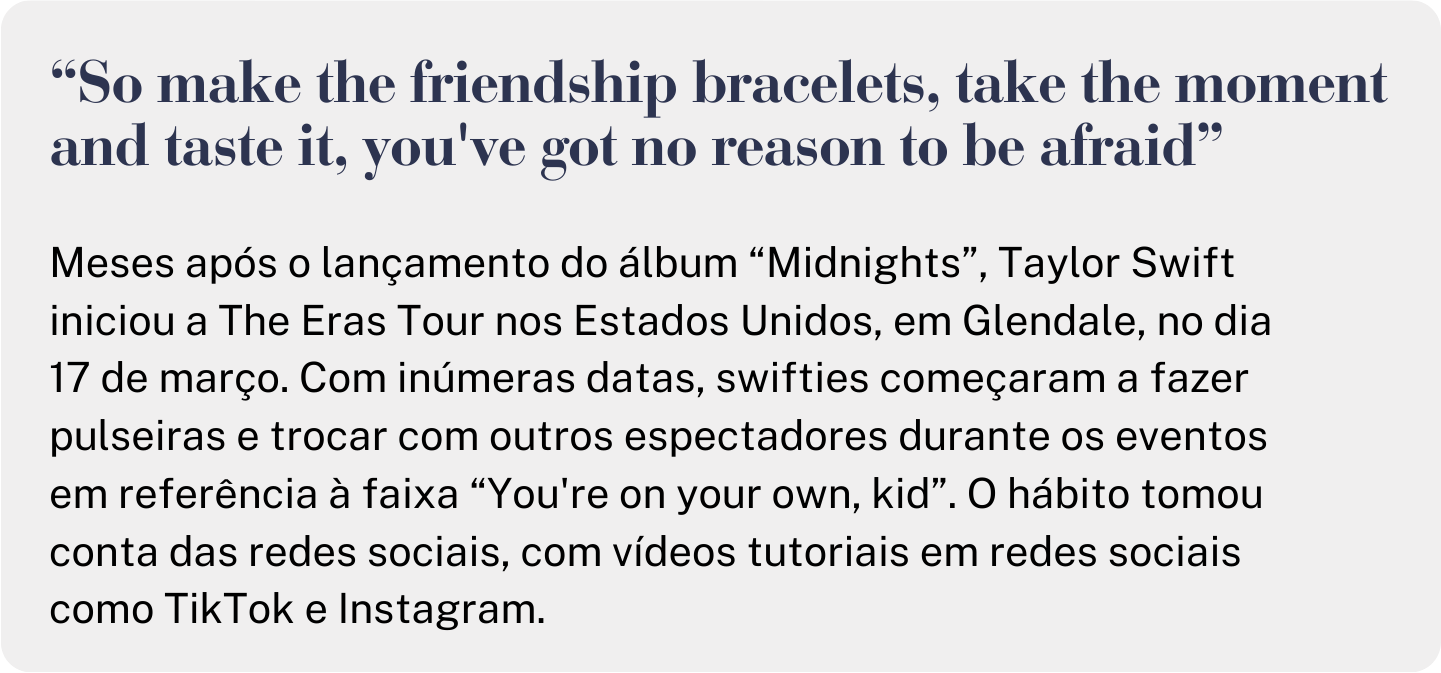 “So make the friendship bracelets, take the moment
and taste it, you've got no reason to be afraid”
Meses após o lançamento do álbum “Midnights”, Taylor Swift
iniciou a The Eras Tour nos Estados Unidos, em Glendale, no dia
17 de março. Com inúmeras datas, swifties começaram a fazer
pulseiras e trocar com outros espectadores durante os eventos
em referência à faixa “You're on your own, kid”. O hábito tomou
conta das redes sociais, com vídeos tutoriais em redes sociais
como TikTok e Instagram.